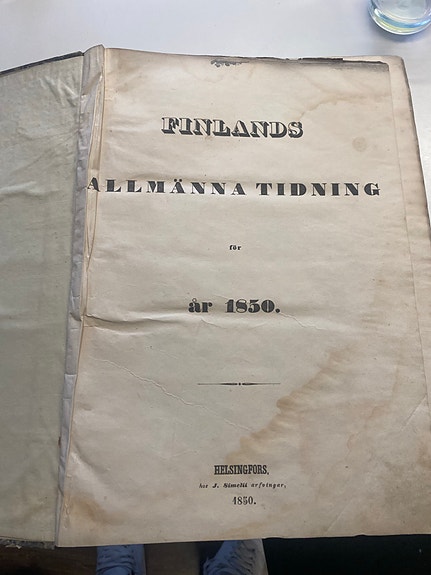 FINLANDS
ALLMÄNNA TIDNING
för
år 1850.
HELSINGFORS,
hos J. Simelii arfvingar,
1850.